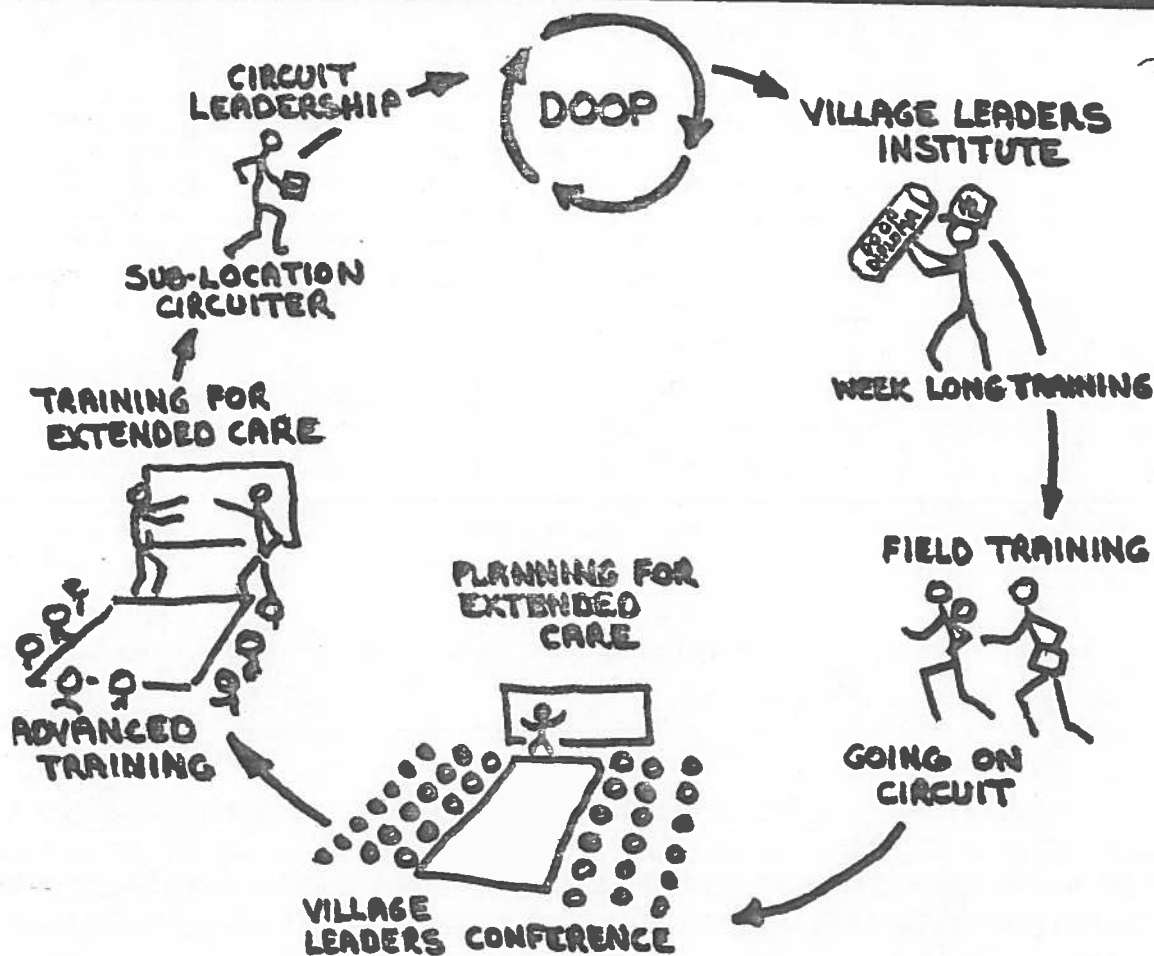 CIRCUIT
LEADERSHIP
DOOP
VILLAGE LEADERS
INSTITUTE
DIPLOMA
SUB-LOCATION
CIRCUITER
WEEK LONG TRAINING
TRAINING FOR
EXTENDED CARE
FIELD TRAINING
PLANNING FOR
EXTENDED
CARE
ADVANCED
TRAINING
GOING ON
CIRCUIT
VILLAGE
LEADERS CONFERENCE